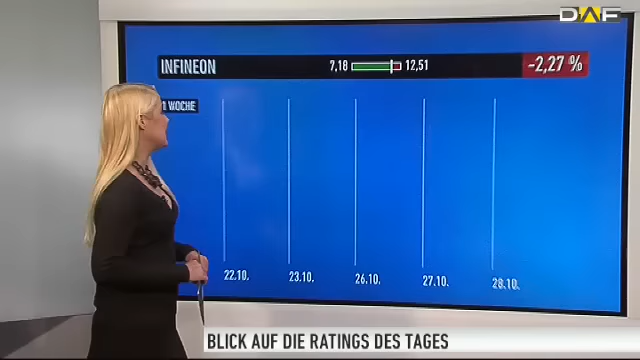 DAF
INFINEON 7,18 12,51 -2,27 %
1 WOCHE
22.10. 23.10. 26.10. 27.10. 28.10.
BLICK AUF DIE RATINGS DES TAGES